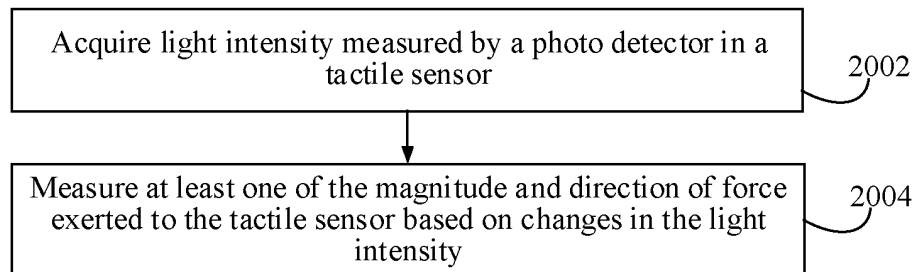 Acquire light intensity measured by a photo detector in a
tactile sensor
2002
Measure at least one of the magnitude and direction of force
exerted to the tactile sensor based on changes in the light
intensity
2004